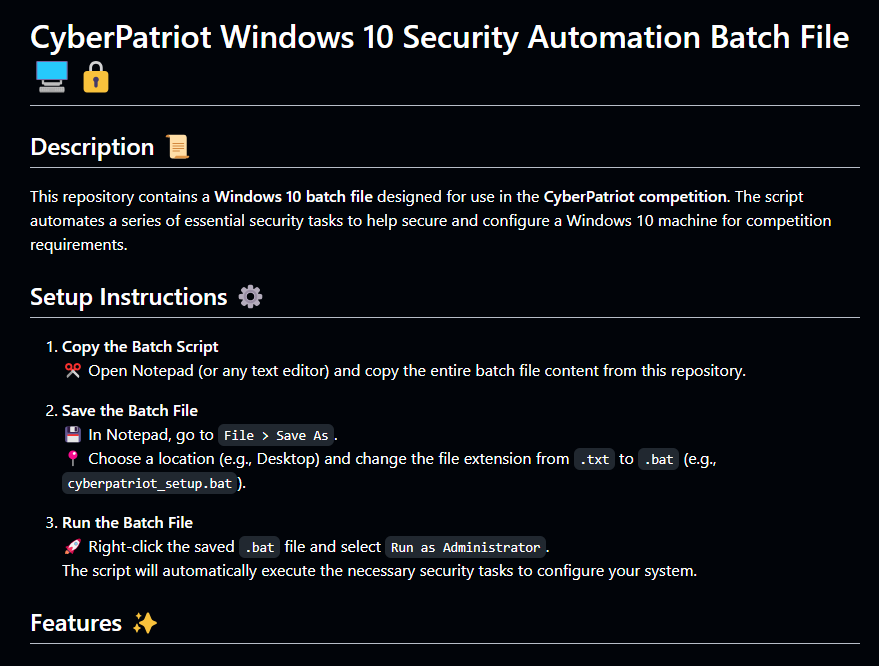 CyberPatriot Windows 10 Security Automation Batch File
Description
This repository contains a Windows 10 batch file designed for use in the CyberPatriot competition. The script
automates a series of essential security tasks to help secure and configure a Windows 10 machine for competition
requirements.
Setup Instructions
1. Copy the Batch Script
Open Notepad (or any text editor) and copy the entire batch file content from this repository.
2. Save the Batch File
In Notepad, go to File > Save As.
Choose a location (e.g., Desktop) and change the file extension from .txt to .bat (e.g.,
cyberpatriot_setup.bat).
3. Run the Batch File
Right-click the saved .bat file and select Run as Administrator.
The script will automatically execute the necessary security tasks to configure your system.
Features